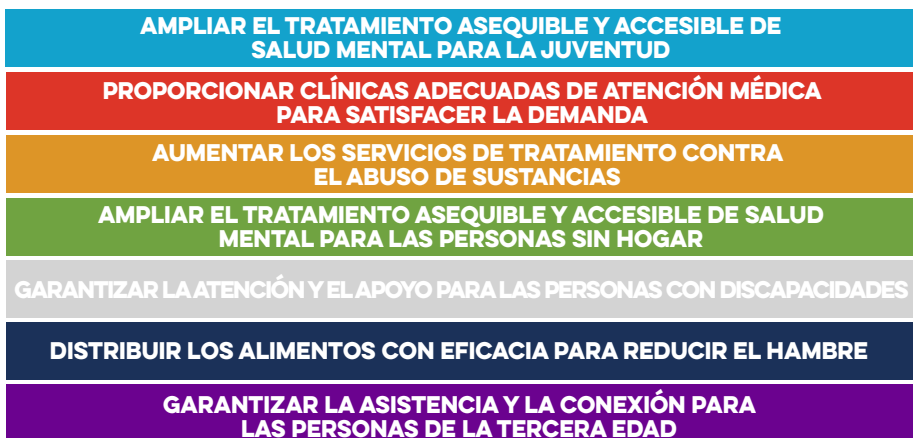 AMPLIAR EL TRATAMIENTO ASEQUIBLE Y ACCESIBLE DE
SALUD MENTAL PARA LA JUVENTUD
PROPORCIONAR CLÍNICAS ADECUADAS DE ATENCIÓN MÉDICA
PARA SATISFACER LA DEMANDA
AUMENTAR LOS SERVICIOS DE TRATAMIENTO CONTRA
EL ABUSO DE SUSTANCIAS
AMPLIAR EL TRATAMIENTO ASEQUIBLE Y ACCESIBLE DE SALUD
MENTAL PARA LAS PERSONAS SIN HOGAR
GARANTIZAR LA ATENCIÓN Y EL APOYO PARA LAS PERSONAS CON DISCAPACIDADES
DISTRIBUIR LOS ALIMENTOS CON EFICACIA PARA REDUCIR EL HAMBRE
GARANTIZAR LA ASISTENCIA Y LA CONEXIÓN PARA
LAS PERSONAS DE LA TERCERA EDAD